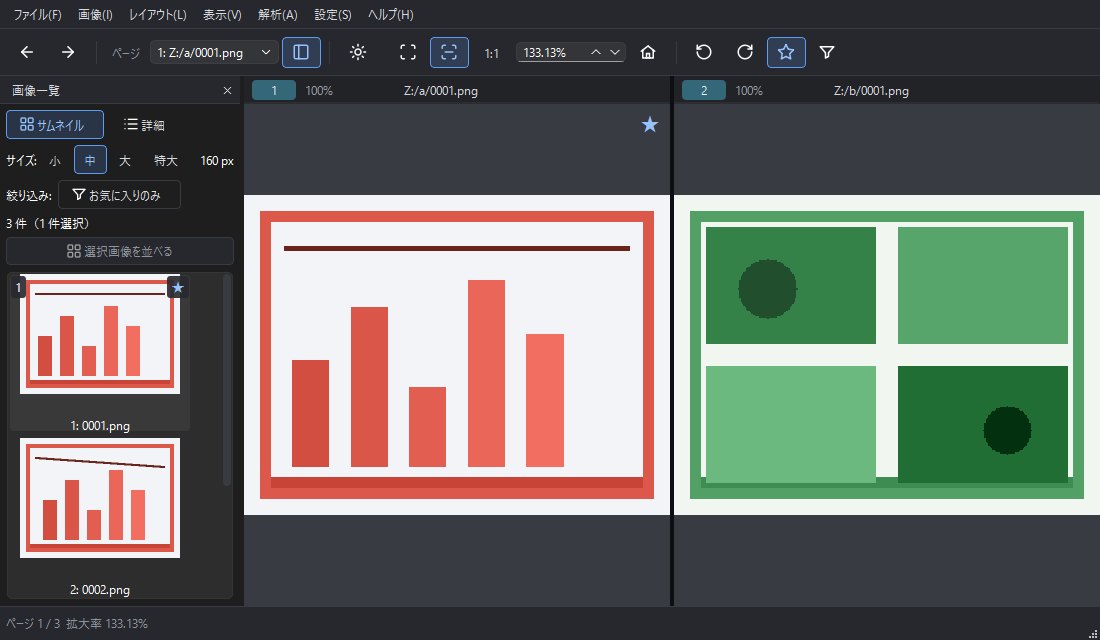 ファイル(F) 画像(I) レイアウト(L) 表示(V) 解析(A) 設定(S) ヘルプ(H)
ページ 1: Z:/a/0001.png 1:1 133.13%
画像一覧
1 100% Z:/a/0001.png
2 100% Z:/b/0001.png
サムネイル 詳細
サイズ: 小 中 大 特大 160 px
絞り込み: お気に入りのみ
3 件（1 件選択）
選択画像を並べる
1
1: 0001.png
2: 0002.png
ページ 1 / 3 拡大率 133.13%